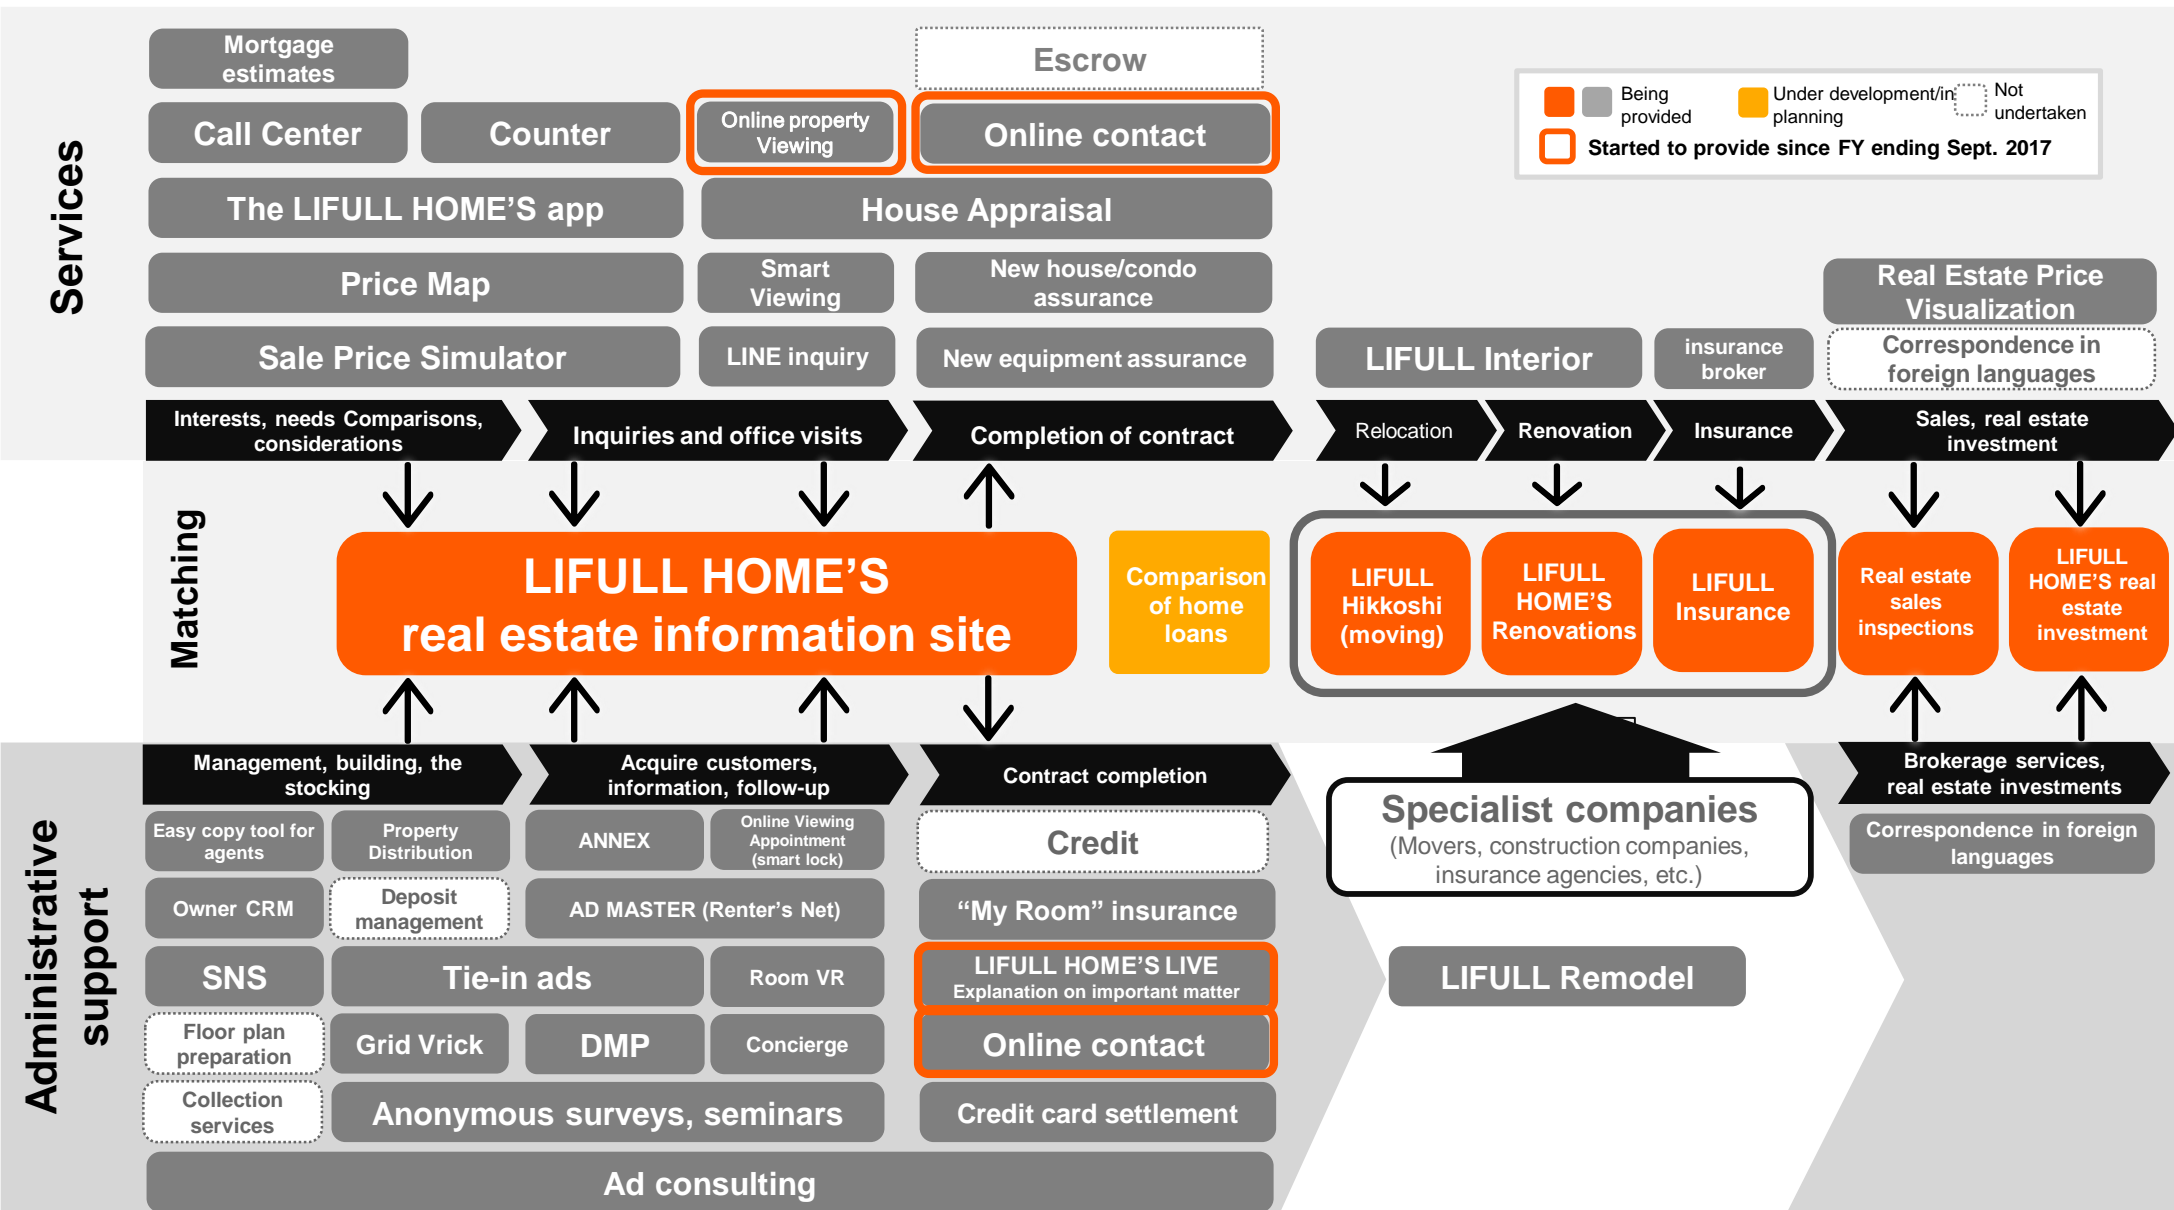 Services
Mortgage
estimates
Escrow
Call Center
Counter
Online property
Viewing
Online contact
The LIFULL HOME'S app
House Appraisal
Price Map
Smart
Viewing
New house/condo
assurance
Sale Price Simulator
LINE inquiry
New equipment assurance
Being
provided
Under development/in
planning
Not
undertaken
Started to provide since FY ending Sept. 2017
LIFULL Interior
insurance
broker
Real Estate Price
Visualization
Correspondence in
foreign languages
Interests, needs Comparisons,
considerations
Inquiries and office visits
Completion of contract
Relocation
Renovation
Insurance
Sales, real estate
investment
Matching
LIFULL HOME'S
real estate information site
Comparison
of home
loans
LIFULL
Hikkoshi
(moving)
LIFULL
HOME'S
Renovations
LIFULL
Insurance
Real estate
sales
inspections
LIFULL
HOME'S real
estate
investment
Administrative
support
Management, building, the
stocking
Acquire customers,
information, follow-up
Contract completion
Brokerage services,
real estate investments
Easy copy tool for
agents
Property
Distribution
ANNEX
Online Viewing
Appointment
(smart lock)
Credit
Specialist companies
(Movers, construction companies,
insurance agencies, etc.)
Correspondence in foreign
languages
Owner CRM
Deposit
management
AD MASTER (Renter's Net)
“My Room” insurance
SNS
Tie-in ads
Room VR
LIFULL HOME'S LIVE
Explanation on important matter
LIFULL Remodel
Floor plan
preparation
Grid Vrick
DMP
Concierge
Online contact
Collection
services
Anonymous surveys, seminars
Credit card settlement
Ad consulting